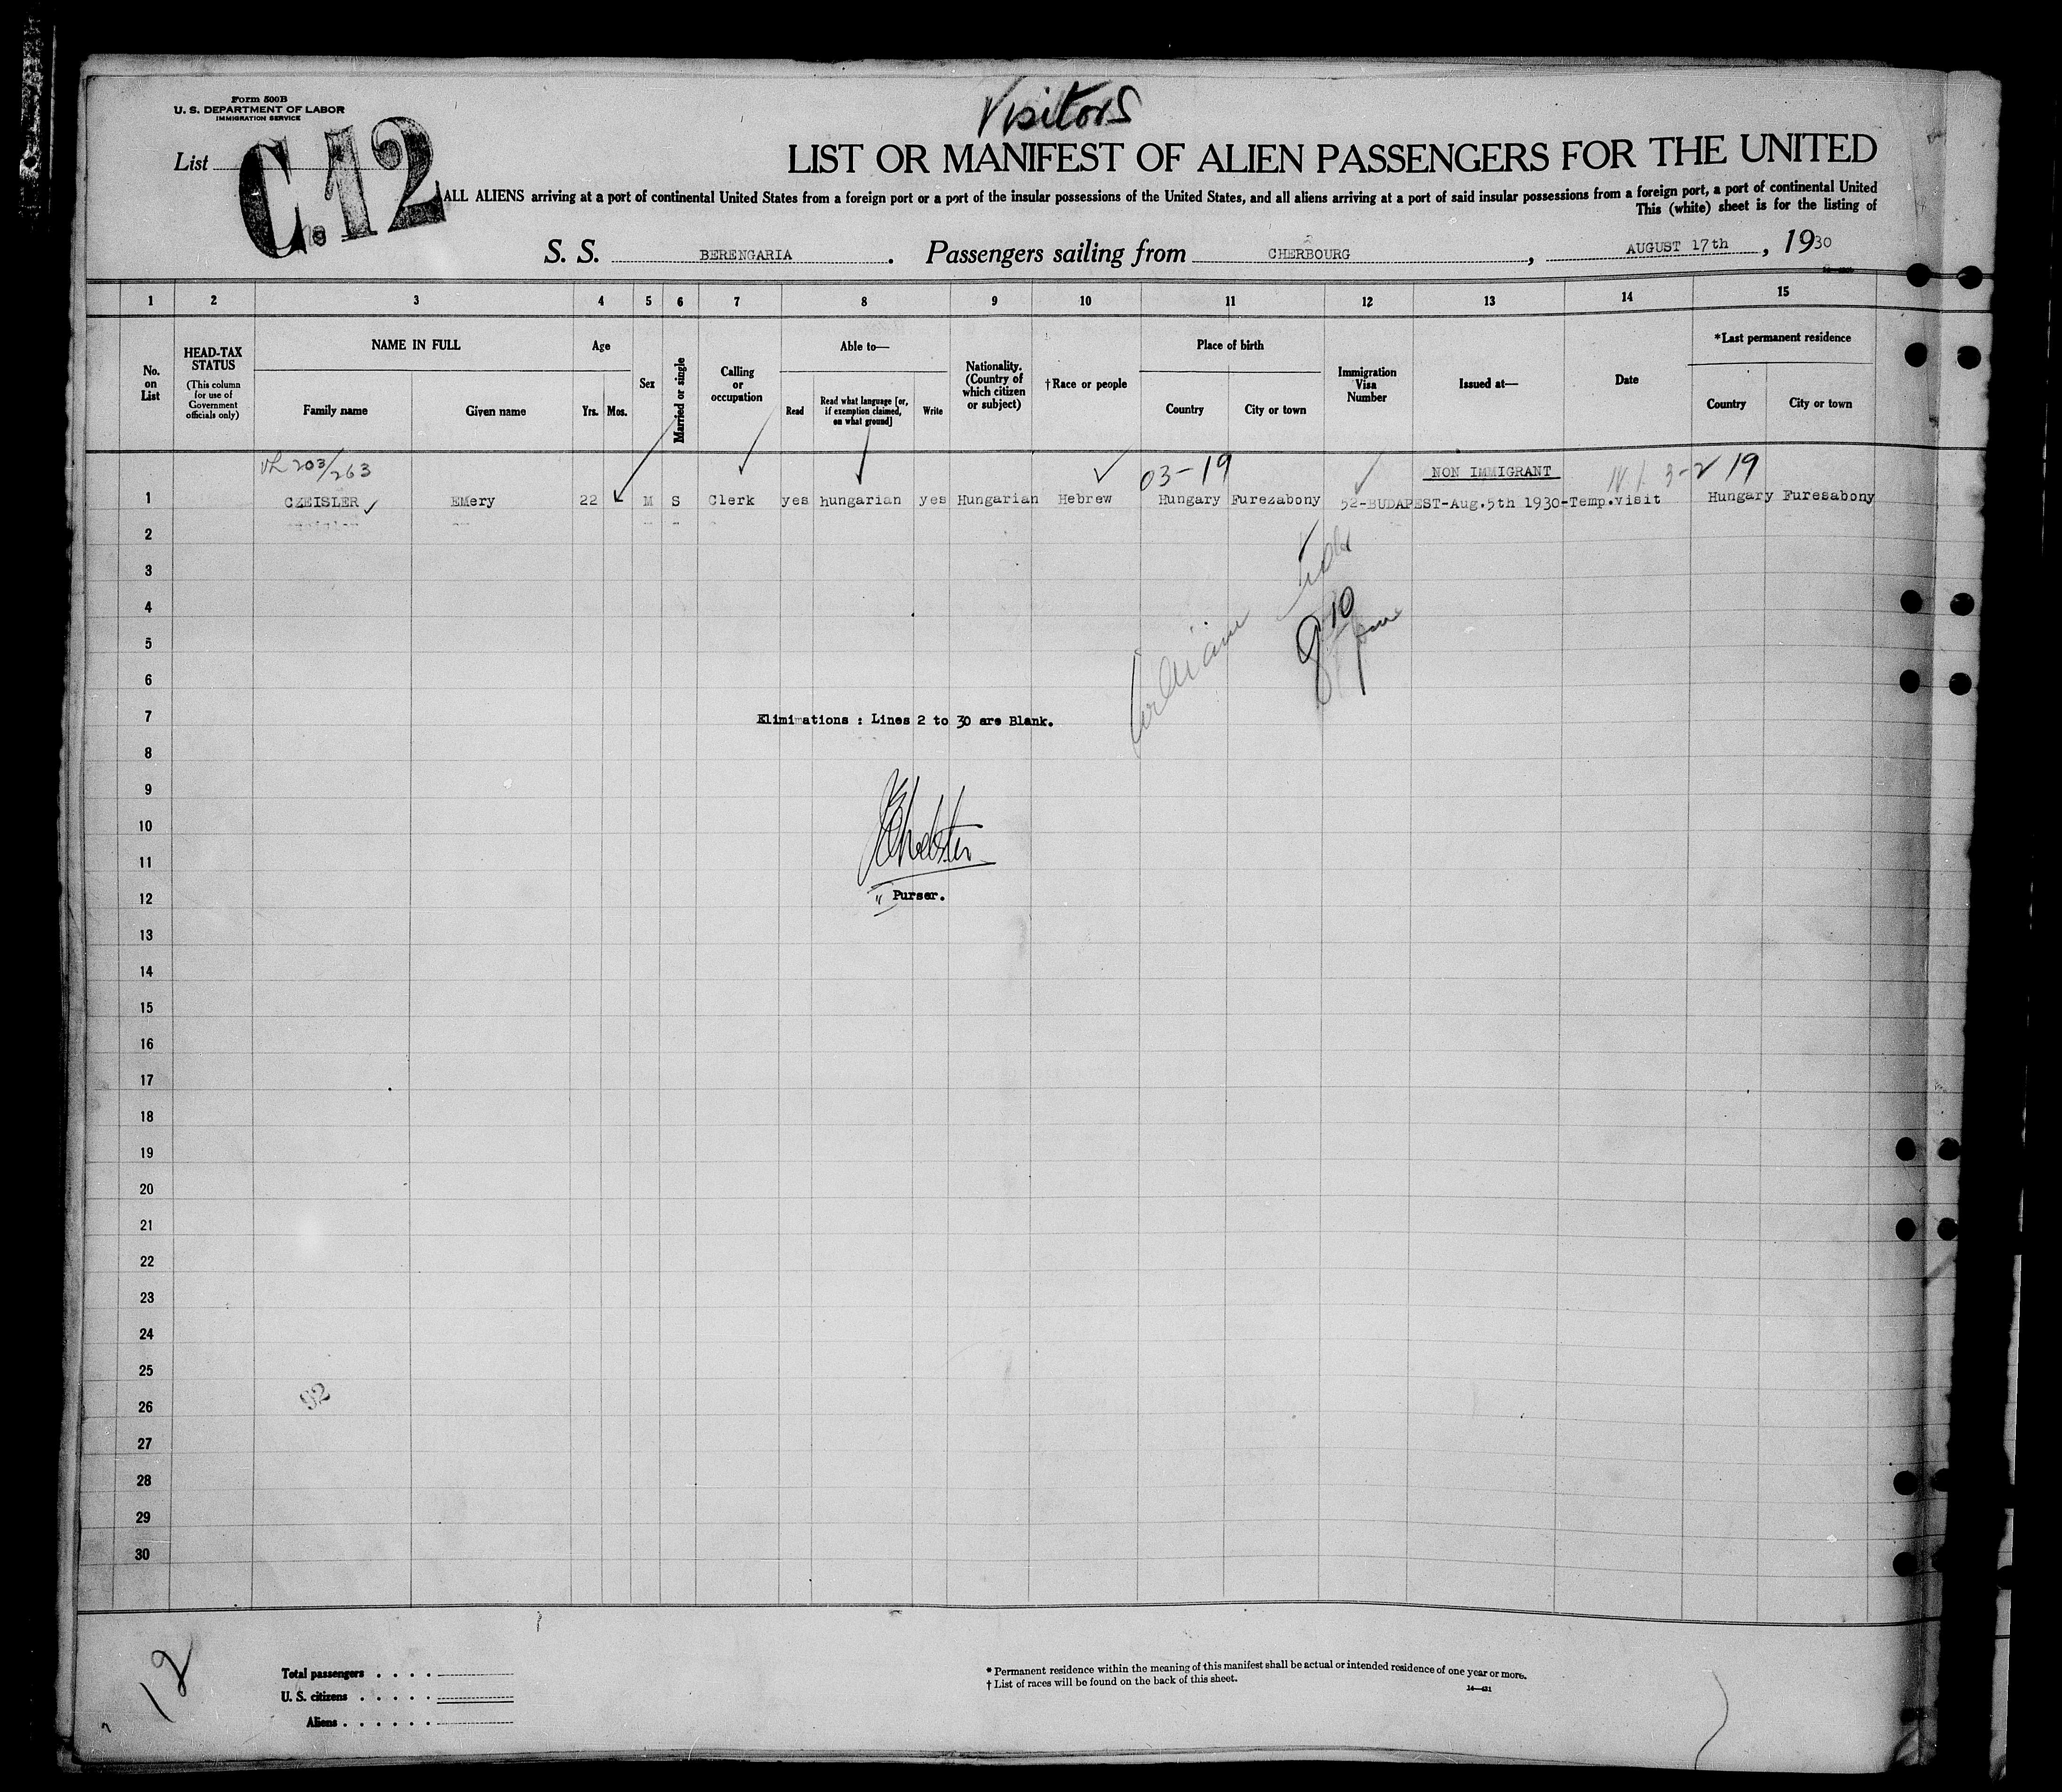 Visitors
Form 500B
U. S. DEPARTMENT OF LABOR
IMMIGRATION SERVICE
List
C.12
LIST OR MANIFEST OF ALIEN PASSENGERS FOR THE UNITED
ALL ALIENS arriving at a port of continental United States from a foreign port or a port of the insular possessions of the United States, and all aliens arriving at a port of said insular possessions from a foreign port, a port of continental United
This (white) sheet is for the listing of
S. S. BERENGARIA. Passengers sailing from CHERBOURG, AUGUST 17th, 1930
1 2 3 4 5 6 7 8 9 10 11 12 13 14 15
No. on List
HEAD-TAX STATUS
(This column for use of Government officials only)
NAME IN FULL
Family name
Given name
Age
Yrs. Mos.
Sex
Married or single
Calling or occupation
Able to—
Read
Read what language [or, if exemption claimed, on what ground]
Write
Nationality. (Country of which citizen or subject)
†Race or people
Place of birth
Country
City or town
Immigration Visa Number
Issued at—
Date
*Last permanent residence
Country
City or town
203/263
03-19
NON IMMIGRANT
3-2 19
1 CZEISLER EMery 22 M S Clerk yes hungarian yes Hungarian Hebrew Hungary Furezabony 52-BUDAPEST-Aug.5th 1930-Temp.visit Hungary Furesabony
2
3
4
5
6
7 Eliminations : Lines 2 to 30 are Blank.
8
9
10
11
12 Purser.
13
14
15
16
17
18
19
20
21
22
23
24
25
92
26
27
28
29
30
12
Total passengers
U. S. citizens
Aliens
* Permanent residence within the meaning of this manifest shall be actual or intended residence of one year or more.
† List of races will be found on the back of this sheet.
14—431